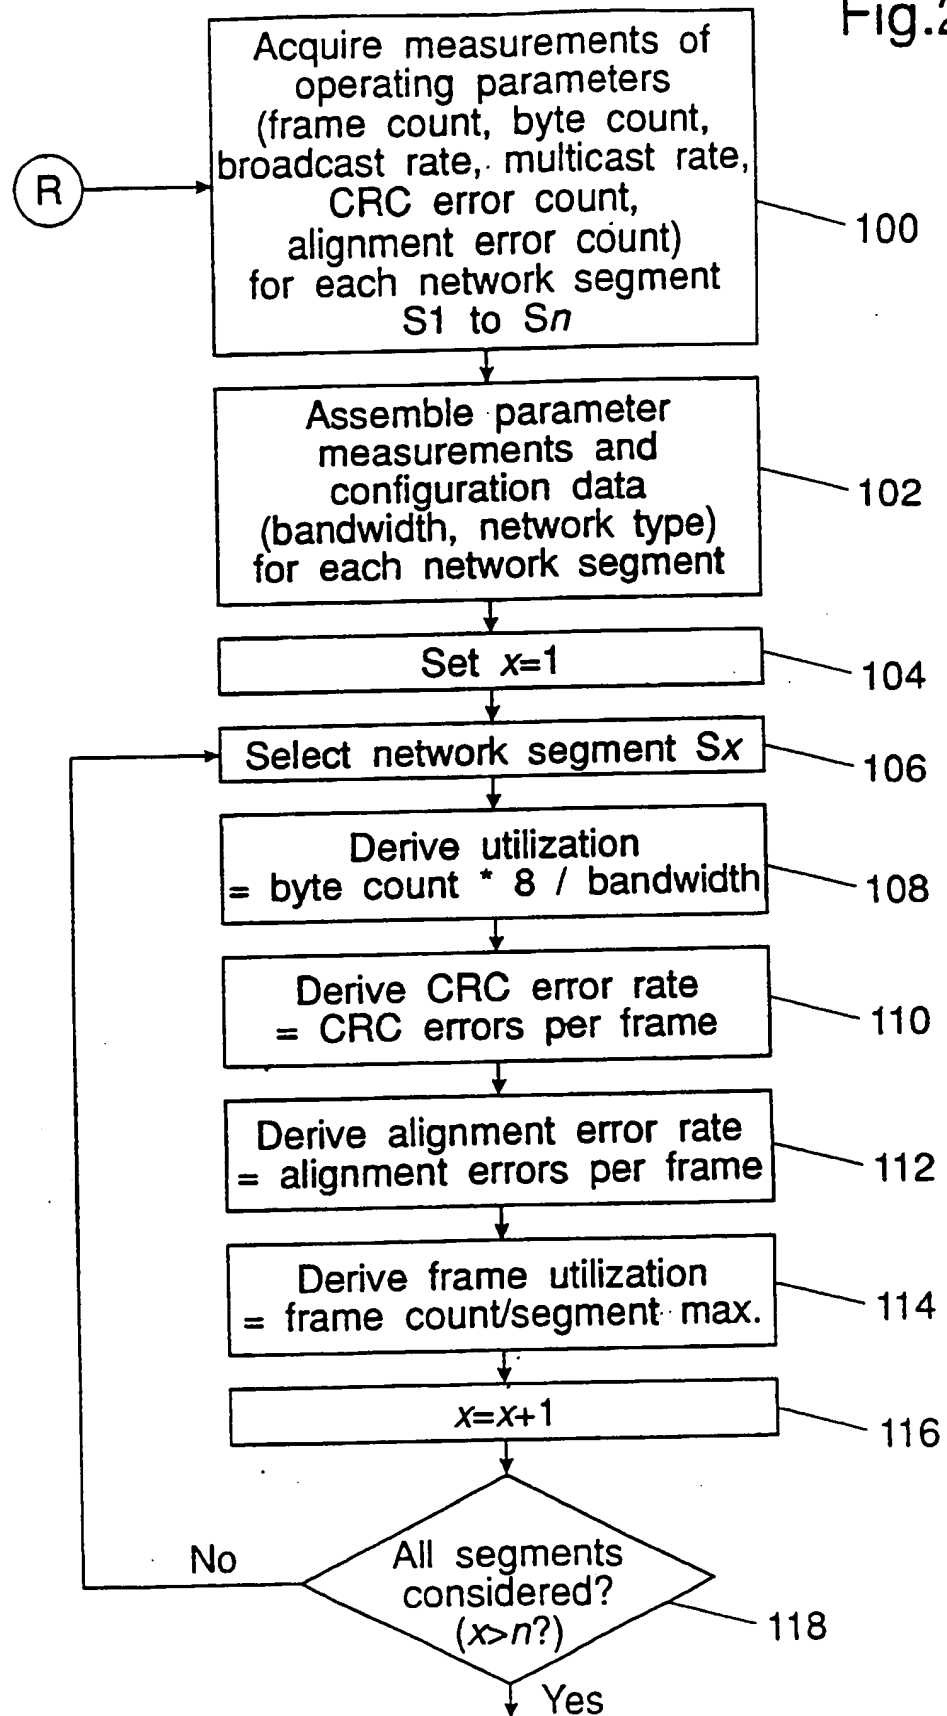 Fig.2
Acquire measurements of
operating parameters
(frame count, byte count,
broadcast rate, multicast rate,
CRC error count,
alignment error count)
for each network segment
S1 to Sn
R
100
Assemble parameter
measurements and
configuration data
(bandwidth, network type)
for each network segment
102
Set x=1
104
Select network segment Sx
106
Derive utilization
= byte count * 8 / bandwidth
108
Derive CRC error rate
= CRC errors per frame
110
Derive alignment error rate
= alignment errors per frame
112
Derive frame utilization
= frame count/segment max.
114
x=x+1
116
All segments
considered?
(x>n?)
118
No
Yes